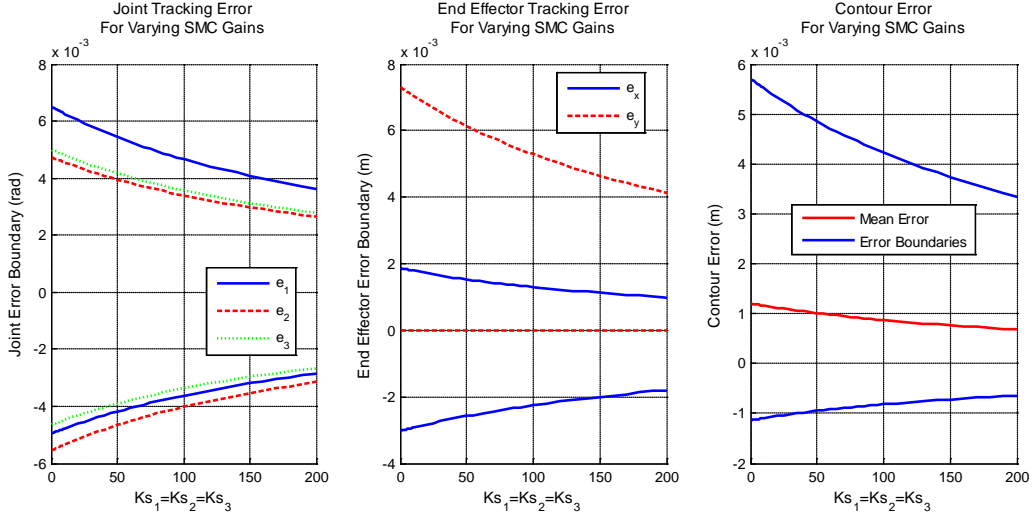 Joint Tracking Error
For Varying SMC Gains
x 10⁻³
8
6
4
2
0
-2
-4
-6
Joint Error Boundary (rad)
e₁
e₂
e₃
0
50
100
150
200
Ks₁=Ks₂=Ks₃
End Effector Tracking Error
For Varying SMC Gains
x 10⁻³
8
6
4
2
0
-2
-4
End Effector Error Boundary (m)
eₓ
e_y
0
50
100
150
200
Ks₁=Ks₂=Ks₃
Contour Error
For Varying SMC Gains
x 10⁻³
6
5
4
3
2
1
0
-1
-2
Contour Error (m)
Mean Error
Error Boundaries
0
50
100
150
200
Ks₁=Ks₂=Ks₃